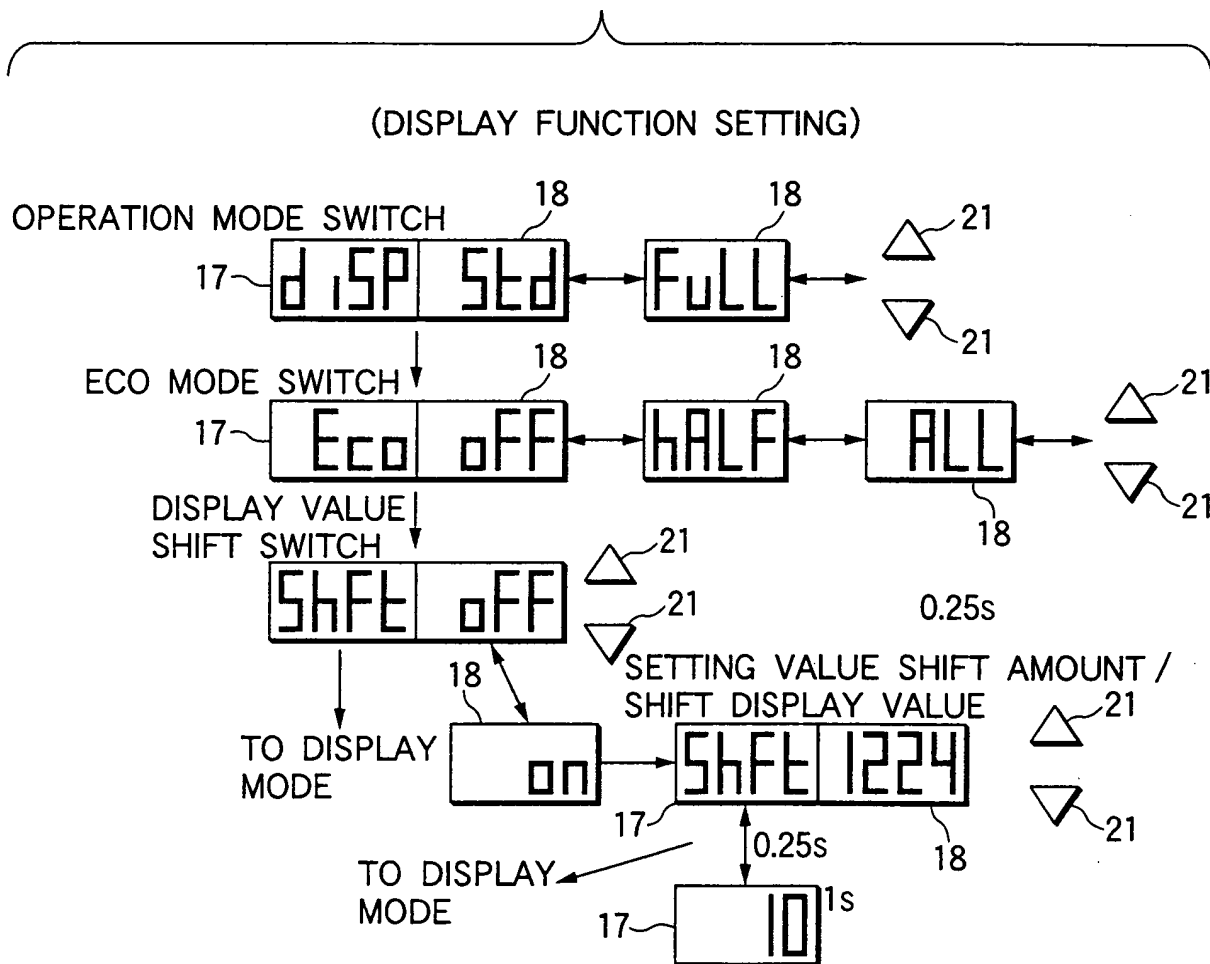 (DISPLAY FUNCTION SETTING)
OPERATION MODE SWITCH
18
18
21
17
diSP Std
FuLL
21
ECO MODE SWITCH
18
18
21
17
Eco oFF
hALF
ALL
21
18
DISPLAY VALUE
SHIFT SWITCH
21
ShFt oFF
21
0.25s
18
SETTING VALUE SHIFT AMOUNT /
SHIFT DISPLAY VALUE
21
TO DISPLAY
MODE
on
ShFt 1224
17
18
21
0.25s
TO DISPLAY
MODE
1s
17
10